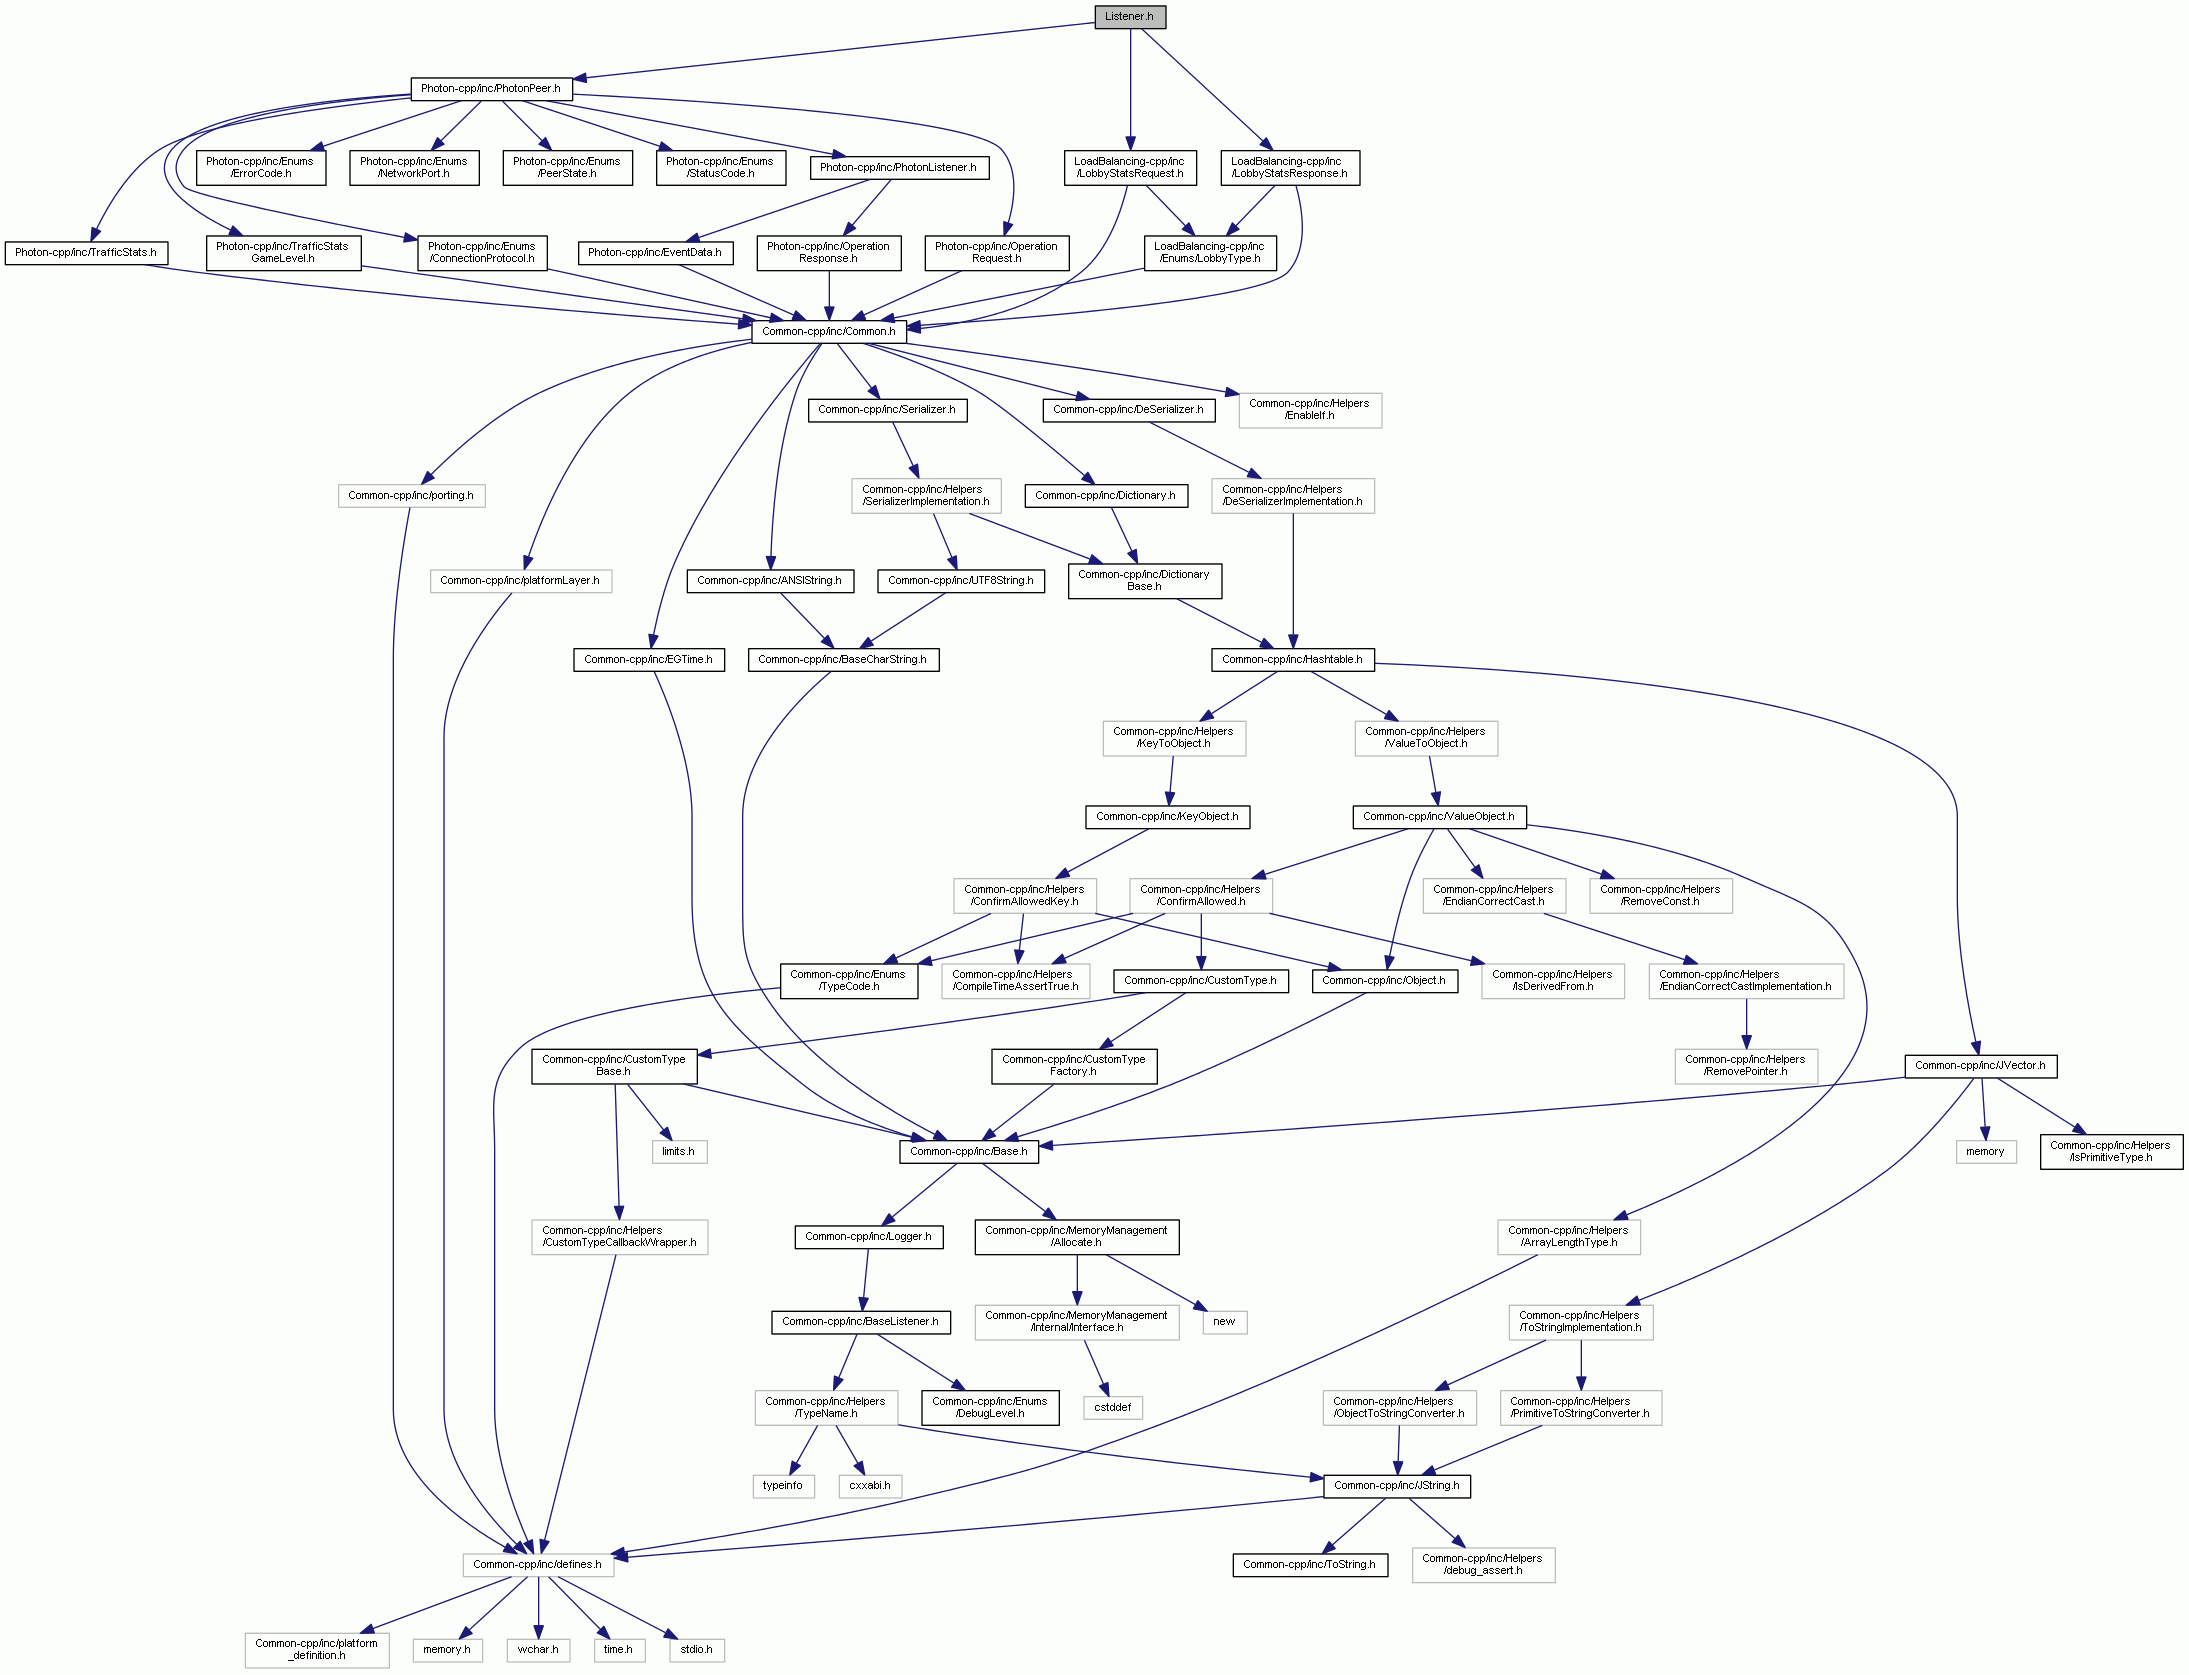 Listener.h
Photon-cpp/inc/PhotonPeer.h
Photon-cpp/inc/Enums
/ErrorCode.h
Photon-cpp/inc/Enums
/NetworkPort.h
Photon-cpp/inc/Enums
/PeerState.h
Photon-cpp/inc/Enums
/StatusCode.h
Photon-cpp/inc/PhotonListener.h
LoadBalancing-cpp/inc
/LobbyStatsRequest.h
LoadBalancing-cpp/inc
/LobbyStatsResponse.h
Photon-cpp/inc/TrafficStats.h
Photon-cpp/inc/TrafficStats
GameLevel.h
Photon-cpp/inc/Enums
/ConnectionProtocol.h
Photon-cpp/inc/EventData.h
Photon-cpp/inc/Operation
Response.h
Photon-cpp/inc/Operation
Request.h
LoadBalancing-cpp/inc
/Enums/LobbyType.h
Common-cpp/inc/Common.h
Common-cpp/inc/Serializer.h
Common-cpp/inc/DeSerializer.h
Common-cpp/inc/Helpers
/EnableIf.h
Common-cpp/inc/porting.h
Common-cpp/inc/Helpers
/SerializerImplementation.h
Common-cpp/inc/Dictionary.h
Common-cpp/inc/Helpers
/DeSerializerImplementation.h
Common-cpp/inc/platformLayer.h
Common-cpp/inc/ANSIString.h
Common-cpp/inc/UTF8String.h
Common-cpp/inc/Dictionary
Base.h
Common-cpp/inc/EGTime.h
Common-cpp/inc/BaseCharString.h
Common-cpp/inc/Hashtable.h
Common-cpp/inc/Helpers
/KeyToObject.h
Common-cpp/inc/Helpers
/ValueToObject.h
Common-cpp/inc/KeyObject.h
Common-cpp/inc/ValueObject.h
Common-cpp/inc/Helpers
/ConfirmAllowedKey.h
Common-cpp/inc/Helpers
/ConfirmAllowed.h
Common-cpp/inc/Helpers
/EndianCorrectCast.h
Common-cpp/inc/Helpers
/RemoveConst.h
Common-cpp/inc/Enums
/TypeCode.h
Common-cpp/inc/Helpers
/CompileTimeAssertTrue.h
Common-cpp/inc/CustomType.h
Common-cpp/inc/Object.h
Common-cpp/inc/Helpers
/IsDerivedFrom.h
Common-cpp/inc/Helpers
/EndianCorrectCastImplementation.h
Common-cpp/inc/CustomType
Base.h
Common-cpp/inc/CustomType
Factory.h
Common-cpp/inc/Helpers
/RemovePointer.h
Common-cpp/inc/JVector.h
limits.h
Common-cpp/inc/Base.h
memory
Common-cpp/inc/Helpers
/IsPrimitiveType.h
Common-cpp/inc/Helpers
/CustomTypeCallbackWrapper.h
Common-cpp/inc/Logger.h
Common-cpp/inc/MemoryManagement
/Allocate.h
Common-cpp/inc/Helpers
/ArrayLengthType.h
Common-cpp/inc/BaseListener.h
Common-cpp/inc/MemoryManagement
/Internal/Interface.h
new
Common-cpp/inc/Helpers
/ToStringImplementation.h
Common-cpp/inc/Helpers
/TypeName.h
Common-cpp/inc/Enums
/DebugLevel.h
cstddef
Common-cpp/inc/Helpers
/ObjectToStringConverter.h
Common-cpp/inc/Helpers
/PrimitiveToStringConverter.h
typeinfo
cxxabi.h
Common-cpp/inc/JString.h
Common-cpp/inc/defines.h
Common-cpp/inc/ToString.h
Common-cpp/inc/Helpers
/debug_assert.h
Common-cpp/inc/platform
_definition.h
memory.h
wchar.h
time.h
stdio.h